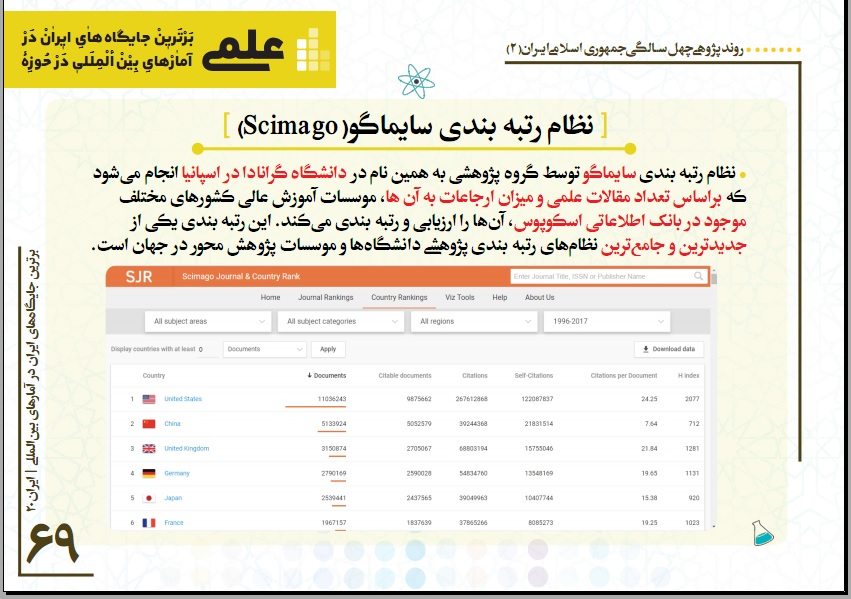 روند پژوهی چهل سالگی جمهوری اسلامی ایران (۲)
علمی
برترین جایگاه های ایران در
آمارهای بین المللی در حوزهٔ
[ نظام رتبه بندی سایماگو(Scimago) ]
• نظام رتبه بندی سایماگو توسط گروه پژوهشی به همین نام در دانشگاه گرانادا در اسپانیا انجام می‌شود
که براساس تعداد مقالات علمی و میزان ارجاعات به آن ها، موسسات آموزش عالی کشورهای مختلف
موجود در بانک اطلاعاتی اسکوپوس، آن‌ها را ارزیابی و رتبه بندی می‌کند. این رتبه بندی یکی از
جدیدترین و جامع‌ترین نظام‌های رتبه بندی پژوهشی دانشگاه‌ها و موسسات پژوهش محور در جهان است.
SJR Scimago Journal & Country Rank Enter Journal Title, ISSN or Publisher Name
Home Journal Rankings Country Rankings Viz Tools Help About Us
All subject areas All subject categories All regions 1996-2017
Display countries with at least 0 Documents Apply Download data
Country Documents Citable documents Citations Self-Citations Citations per Document H index
1 United States 11036243 9875662 267612868 122087837 24.25 2077
2 China 5133924 5052579 39244368 21831514 7.64 712
3 United Kingdom 3150874 2705067 68803194 15755046 21.84 1281
4 Germany 2790169 2590028 54834760 13548169 19.65 1131
5 Japan 2539441 2437565 39049963 10407744 15.38 920
6 France 1967157 1837639 37865266 8085273 19.25 1023
برترین جایگاه‌های ایران در آمارهای بین المللی | ایران ۲۰
۶۹